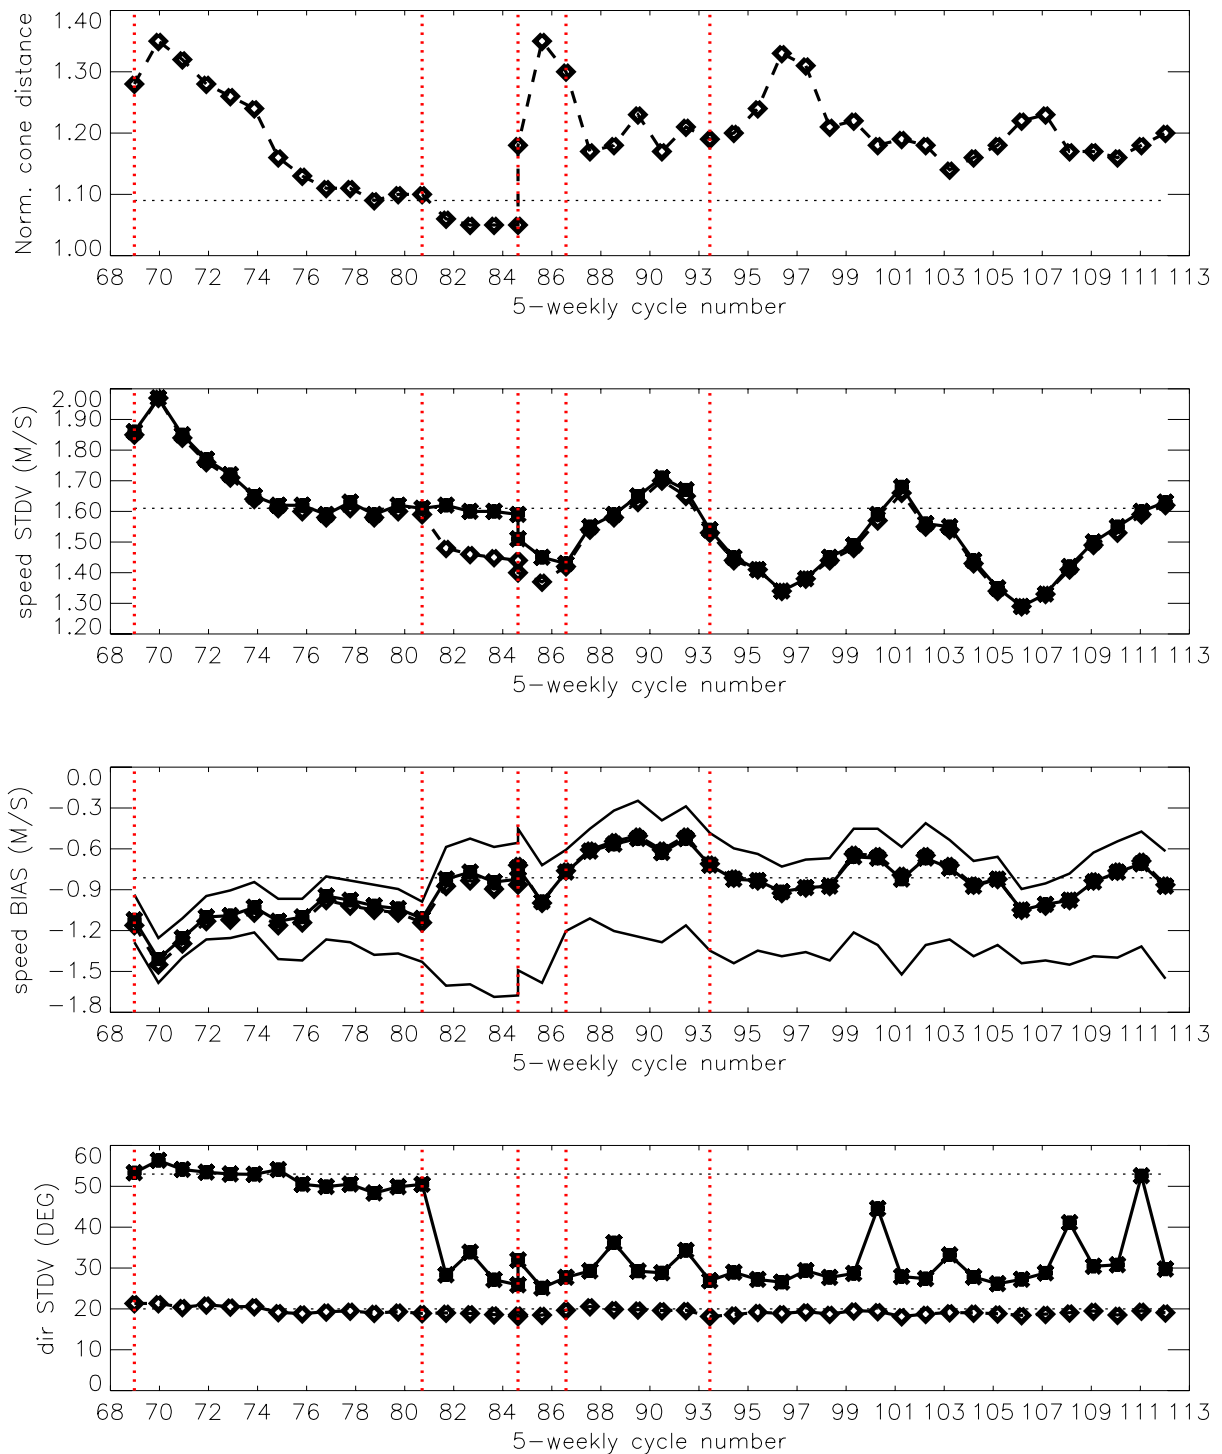 Norm. cone distance
1.40
1.30
1.20
1.10
1.00
68 70 72 74 76 78 80 82 84 86 88 90 93 95 97 99 101 103 105 107 109 111 113
5-weekly cycle number
speed STDV (M/S)
2.00
1.90
1.80
1.70
1.60
1.50
1.40
1.30
1.20
68 70 72 74 76 78 80 82 84 86 88 90 93 95 97 99 101 103 105 107 109 111 113
5-weekly cycle number
speed BIAS (M/S)
0.0
-0.3
-0.6
-0.9
-1.2
-1.5
-1.8
68 70 72 74 76 78 80 82 84 86 88 90 93 95 97 99 101 103 105 107 109 111 113
5-weekly cycle number
dir STDV (DEG)
60
50
40
30
20
10
0
68 70 72 74 76 78 80 82 84 86 88 90 93 95 97 99 101 103 105 107 109 111 113
5-weekly cycle number